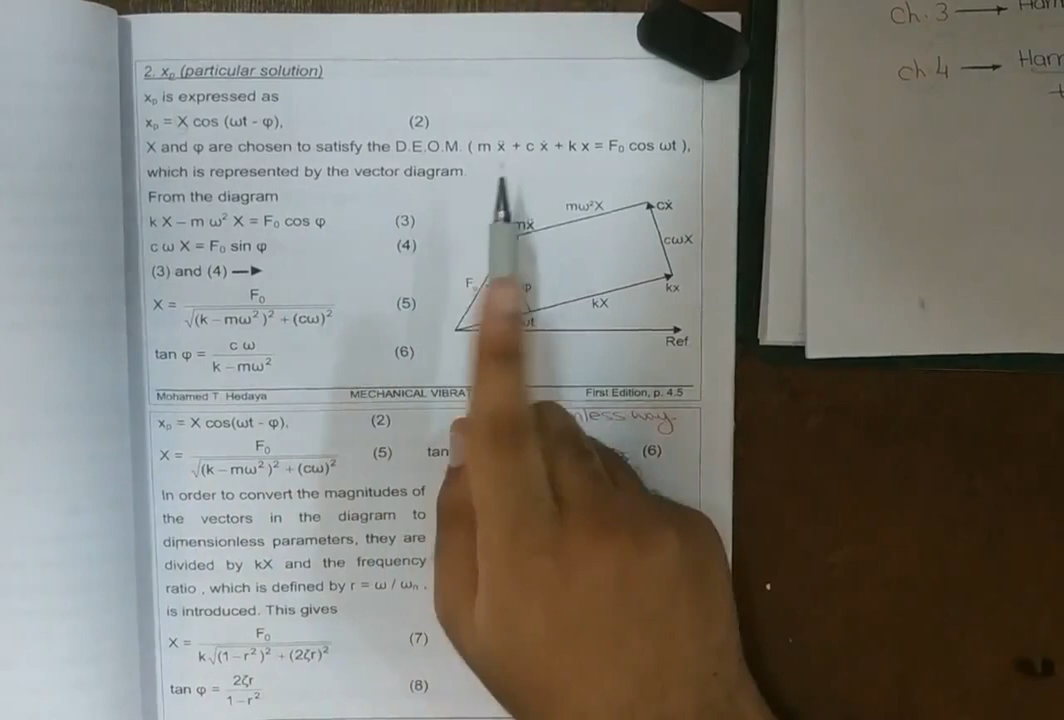 2. xₚ (particular solution)
xₚ is expressed as
xₚ = X cos (ωt - φ), (2)
X and φ are chosen to satisfy the D.E.O.M. ( m ẍ + c ẋ + k x = F₀ cos ωt ),
which is represented by the vector diagram.
From the diagram
k X – m ω² X = F₀ cos φ (3)
c ω X = F₀ sin φ (4)
(3) and (4) →
X = F₀ / √(k – mω²)² + (cω)² (5)
tan φ = c ω / k – mω² (6)
mω²X
cẋ
mẍ
cωX
kx
kX
Ref
Mohamed T. Hedaya First Edition, p. 4.5
MECHANICAL
xₚ = X cos(ωt - φ), (2)
X = F₀ / √(k – mω²)² + (cω)² (5) tan (6)
way.
In order to convert the magnitudes of
the vectors in the diagram to
dimensionless parameters, they are
divided by kX and the frequency
ratio , which is defined by r = ω / ωₙ ,
is introduced. This gives
X = F₀ / k√(1 – r²)² + (2ζr)² (7)
tan φ = 2ζr / 1 – r² (8)
Ch. 3 →
Ch 4 →